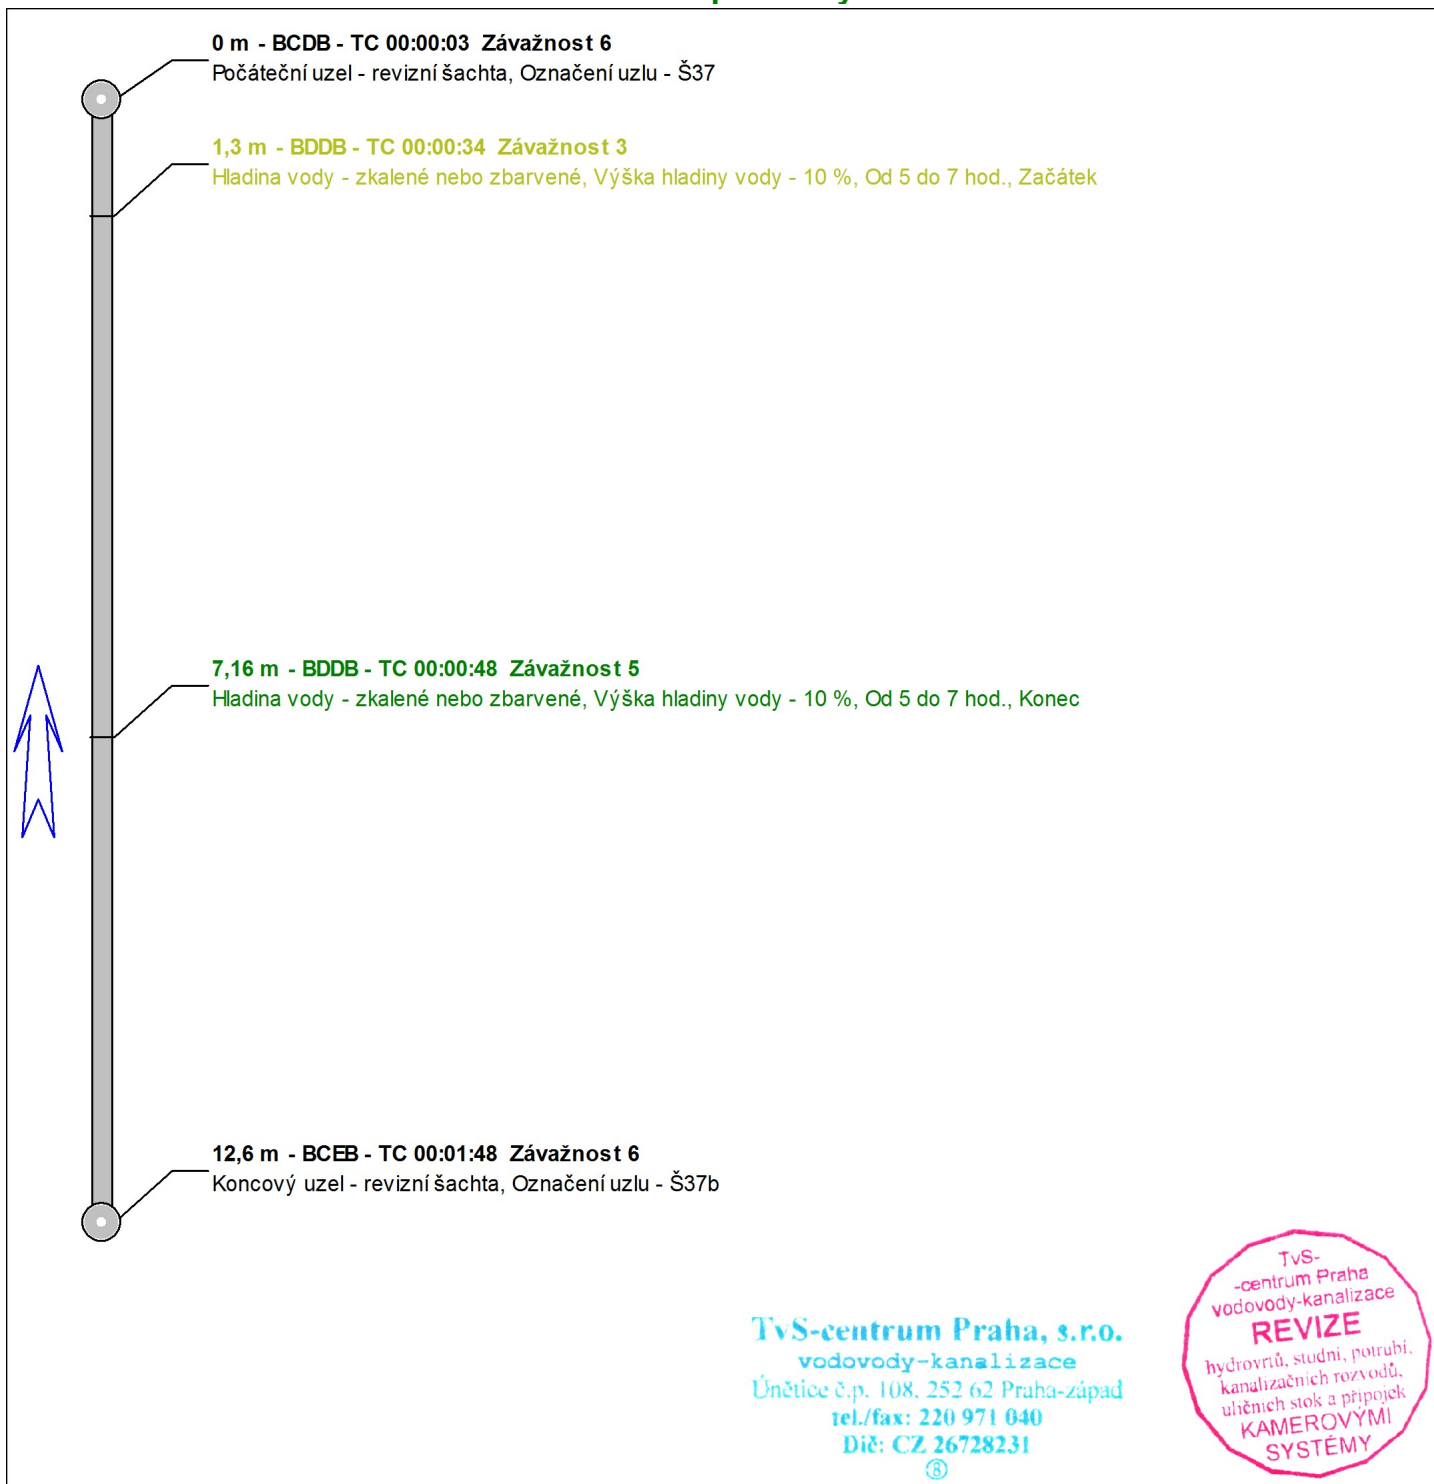 0 m - BCDB - TC 00:00:03 Závažnost 6
Počáteční uzel - revizní šachta, Označení uzlu - Š37
1,3 m - BDDB - TC 00:00:34 Závažnost 3
Hladina vody - zkalené nebo zbarvené, Výška hladiny vody - 10 %, Od 5 do 7 hod., Začátek
7,16 m - BDDB - TC 00:00:48 Závažnost 5
Hladina vody - zkalené nebo zbarvené, Výška hladiny vody - 10 %, Od 5 do 7 hod., Konec
12,6 m - BCEB - TC 00:01:48 Závažnost 6
Koncový uzel - revizní šachta, Označení uzlu - Š37b
TvS-centrum Praha, s.r.o.
vodovody-kanalizace
Únětice č.p. 108, 252 62 Praha-západ
tel./fax: 220 971 040
Dič: CZ 26728231
⑧
TvS-
-centrum Praha
vodovody-kanalizace
REVIZE
hydrovrtů, studní, potrubí,
kanalizačních rozvodů,
uličních stok a přípojek
KAMEROVÝMI
SYSTÉMY